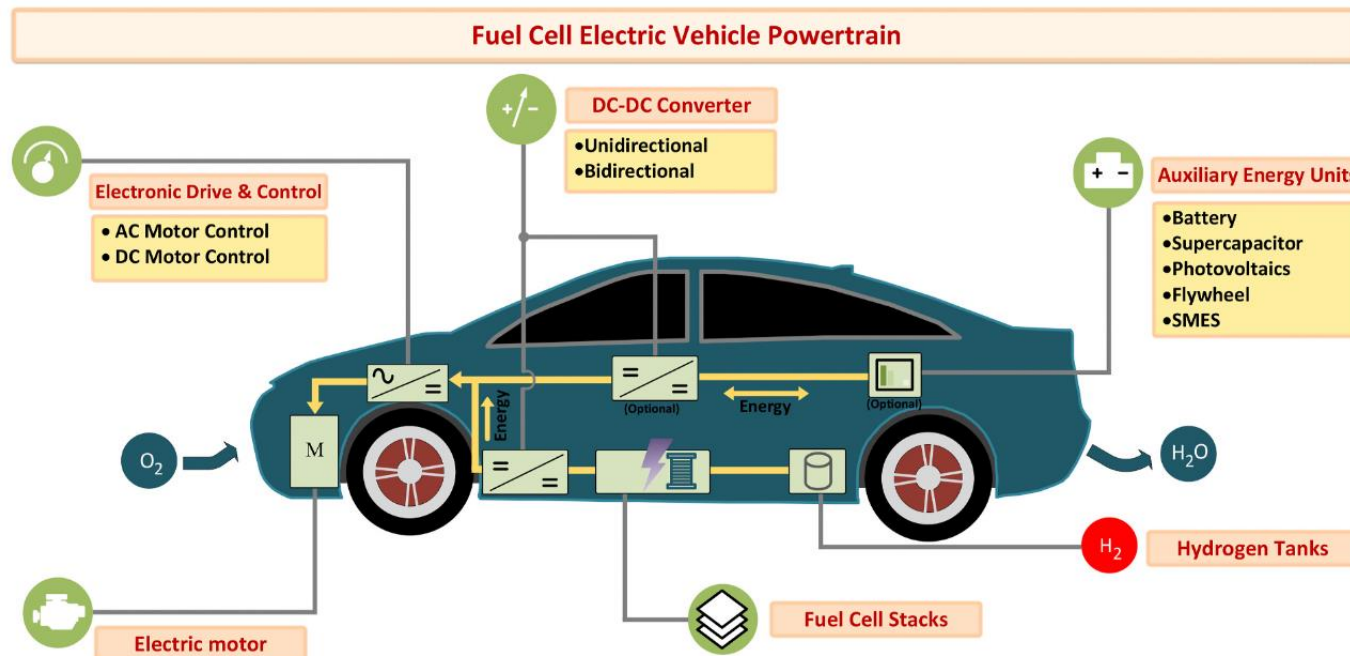 Fuel Cell Electric Vehicle Powertrain
DC-DC Converter
•Unidirectional
•Bidirectional
Electronic Drive & Control
• AC Motor Control
• DC Motor Control
+ −
Auxiliary Energy Units
•Battery
•Supercapacitor
•Photovoltaics
•Flywheel
•SMES
(Optional)
Energy
(Optional)
Energy
M
O₂
H₂O
H₂
Hydrogen Tanks
Fuel Cell Stacks
Electric motor
+/−